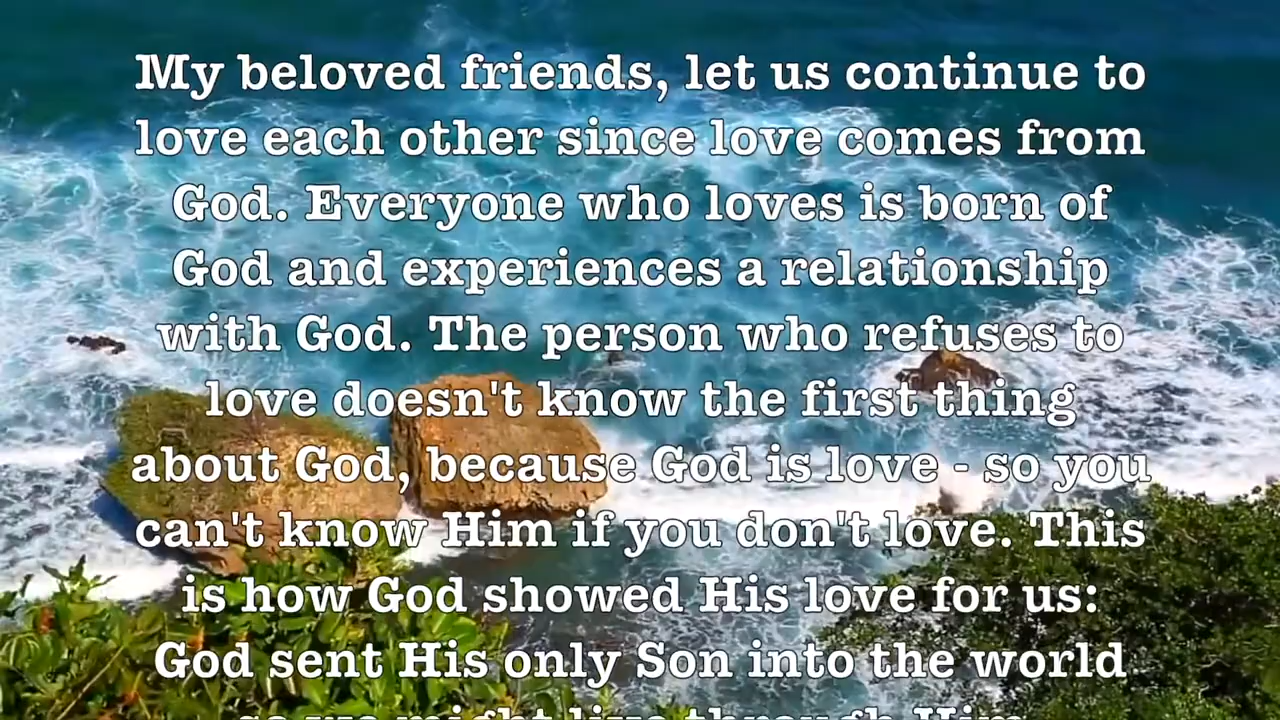 My beloved friends, let us continue to
love each other since love comes from
God. Everyone who loves is born of
God and experiences a relationship
with God. The person who refuses to
love doesn't know the first thing
about God, because God is love - so you
can't know Him if you don't love. This
is how God showed His love for us:
God sent His only Son into the world
so we might live through Him